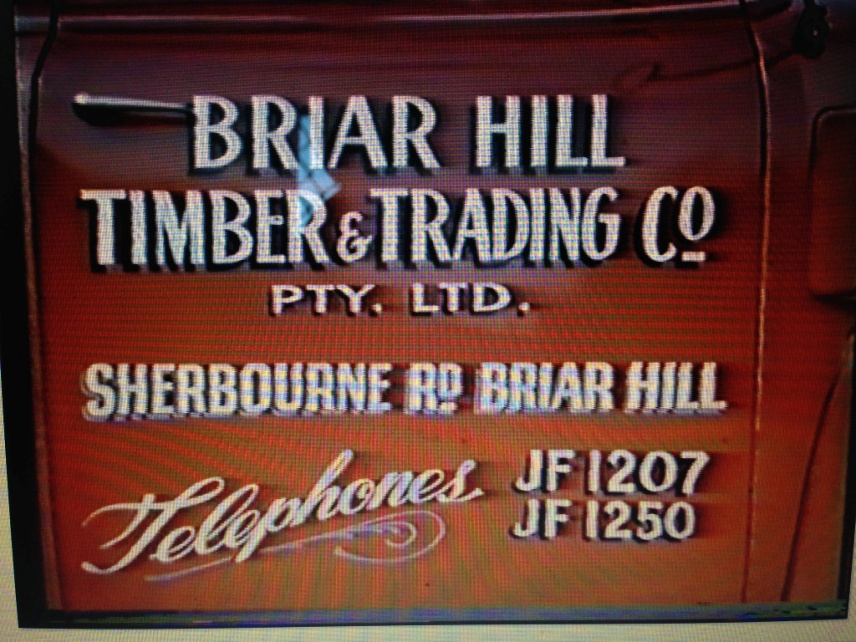 BRIAR HILL
TIMBER & TRADING CO
PTY. LTD.
SHERBOURNE RD BRIAR HILL
Telephones JF 1207
JF 1250